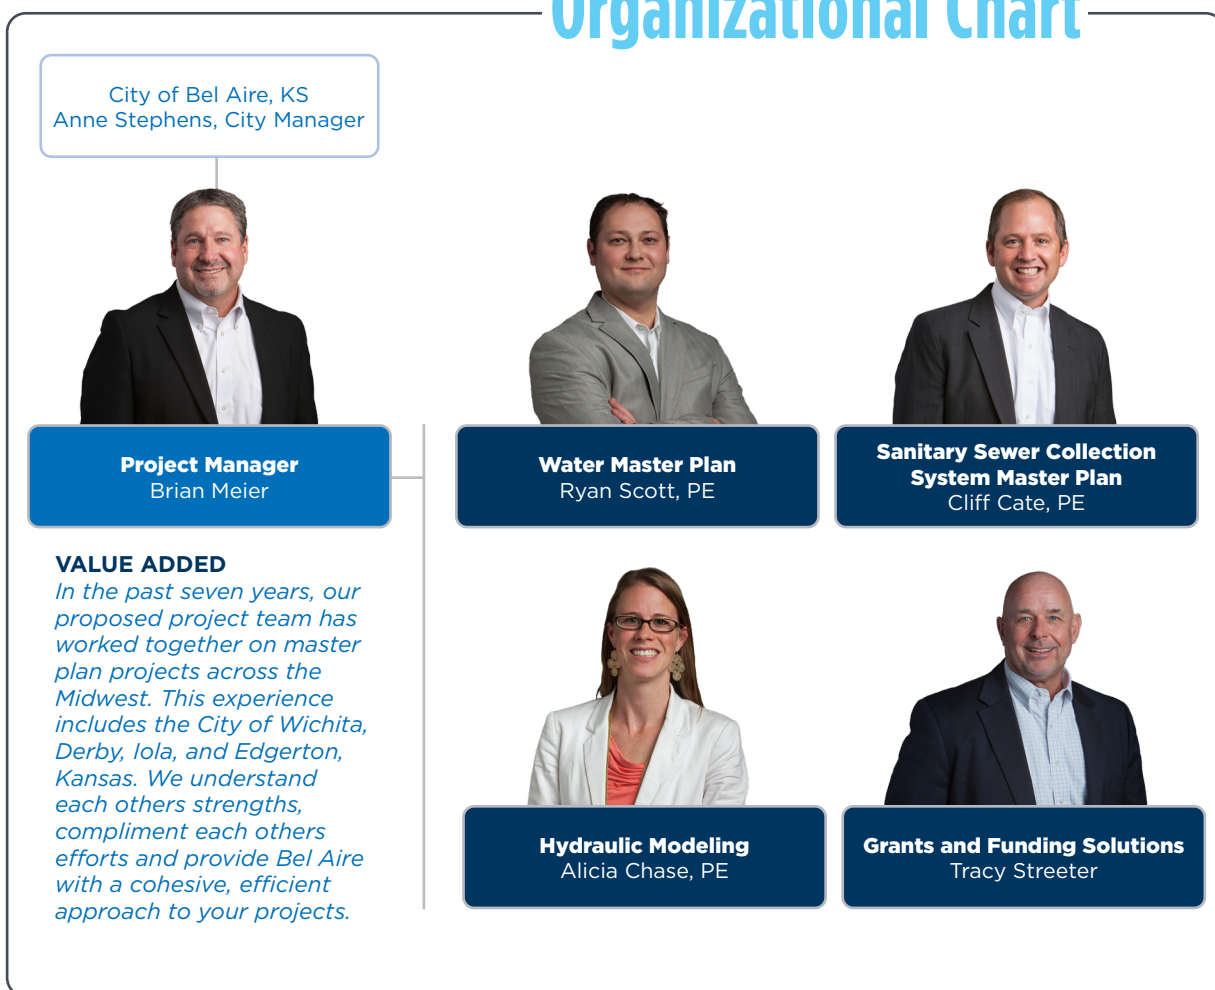 Organizational Chart
City of Bel Aire, KS
Anne Stephens, City Manager
Project Manager
Brian Meier
Water Master Plan
Ryan Scott, PE
Sanitary Sewer Collection
System Master Plan
Cliff Cate, PE
VALUE ADDED
In the past seven years, our
proposed project team has
worked together on master
plan projects across the
Midwest. This experience
includes the City of Wichita,
Derby, Iola, and Edgerton,
Kansas. We understand
each others strengths,
compliment each others
efforts and provide Bel Aire
with a cohesive, efficient
approach to your projects.
Hydraulic Modeling
Alicia Chase, PE
Grants and Funding Solutions
Tracy Streeter